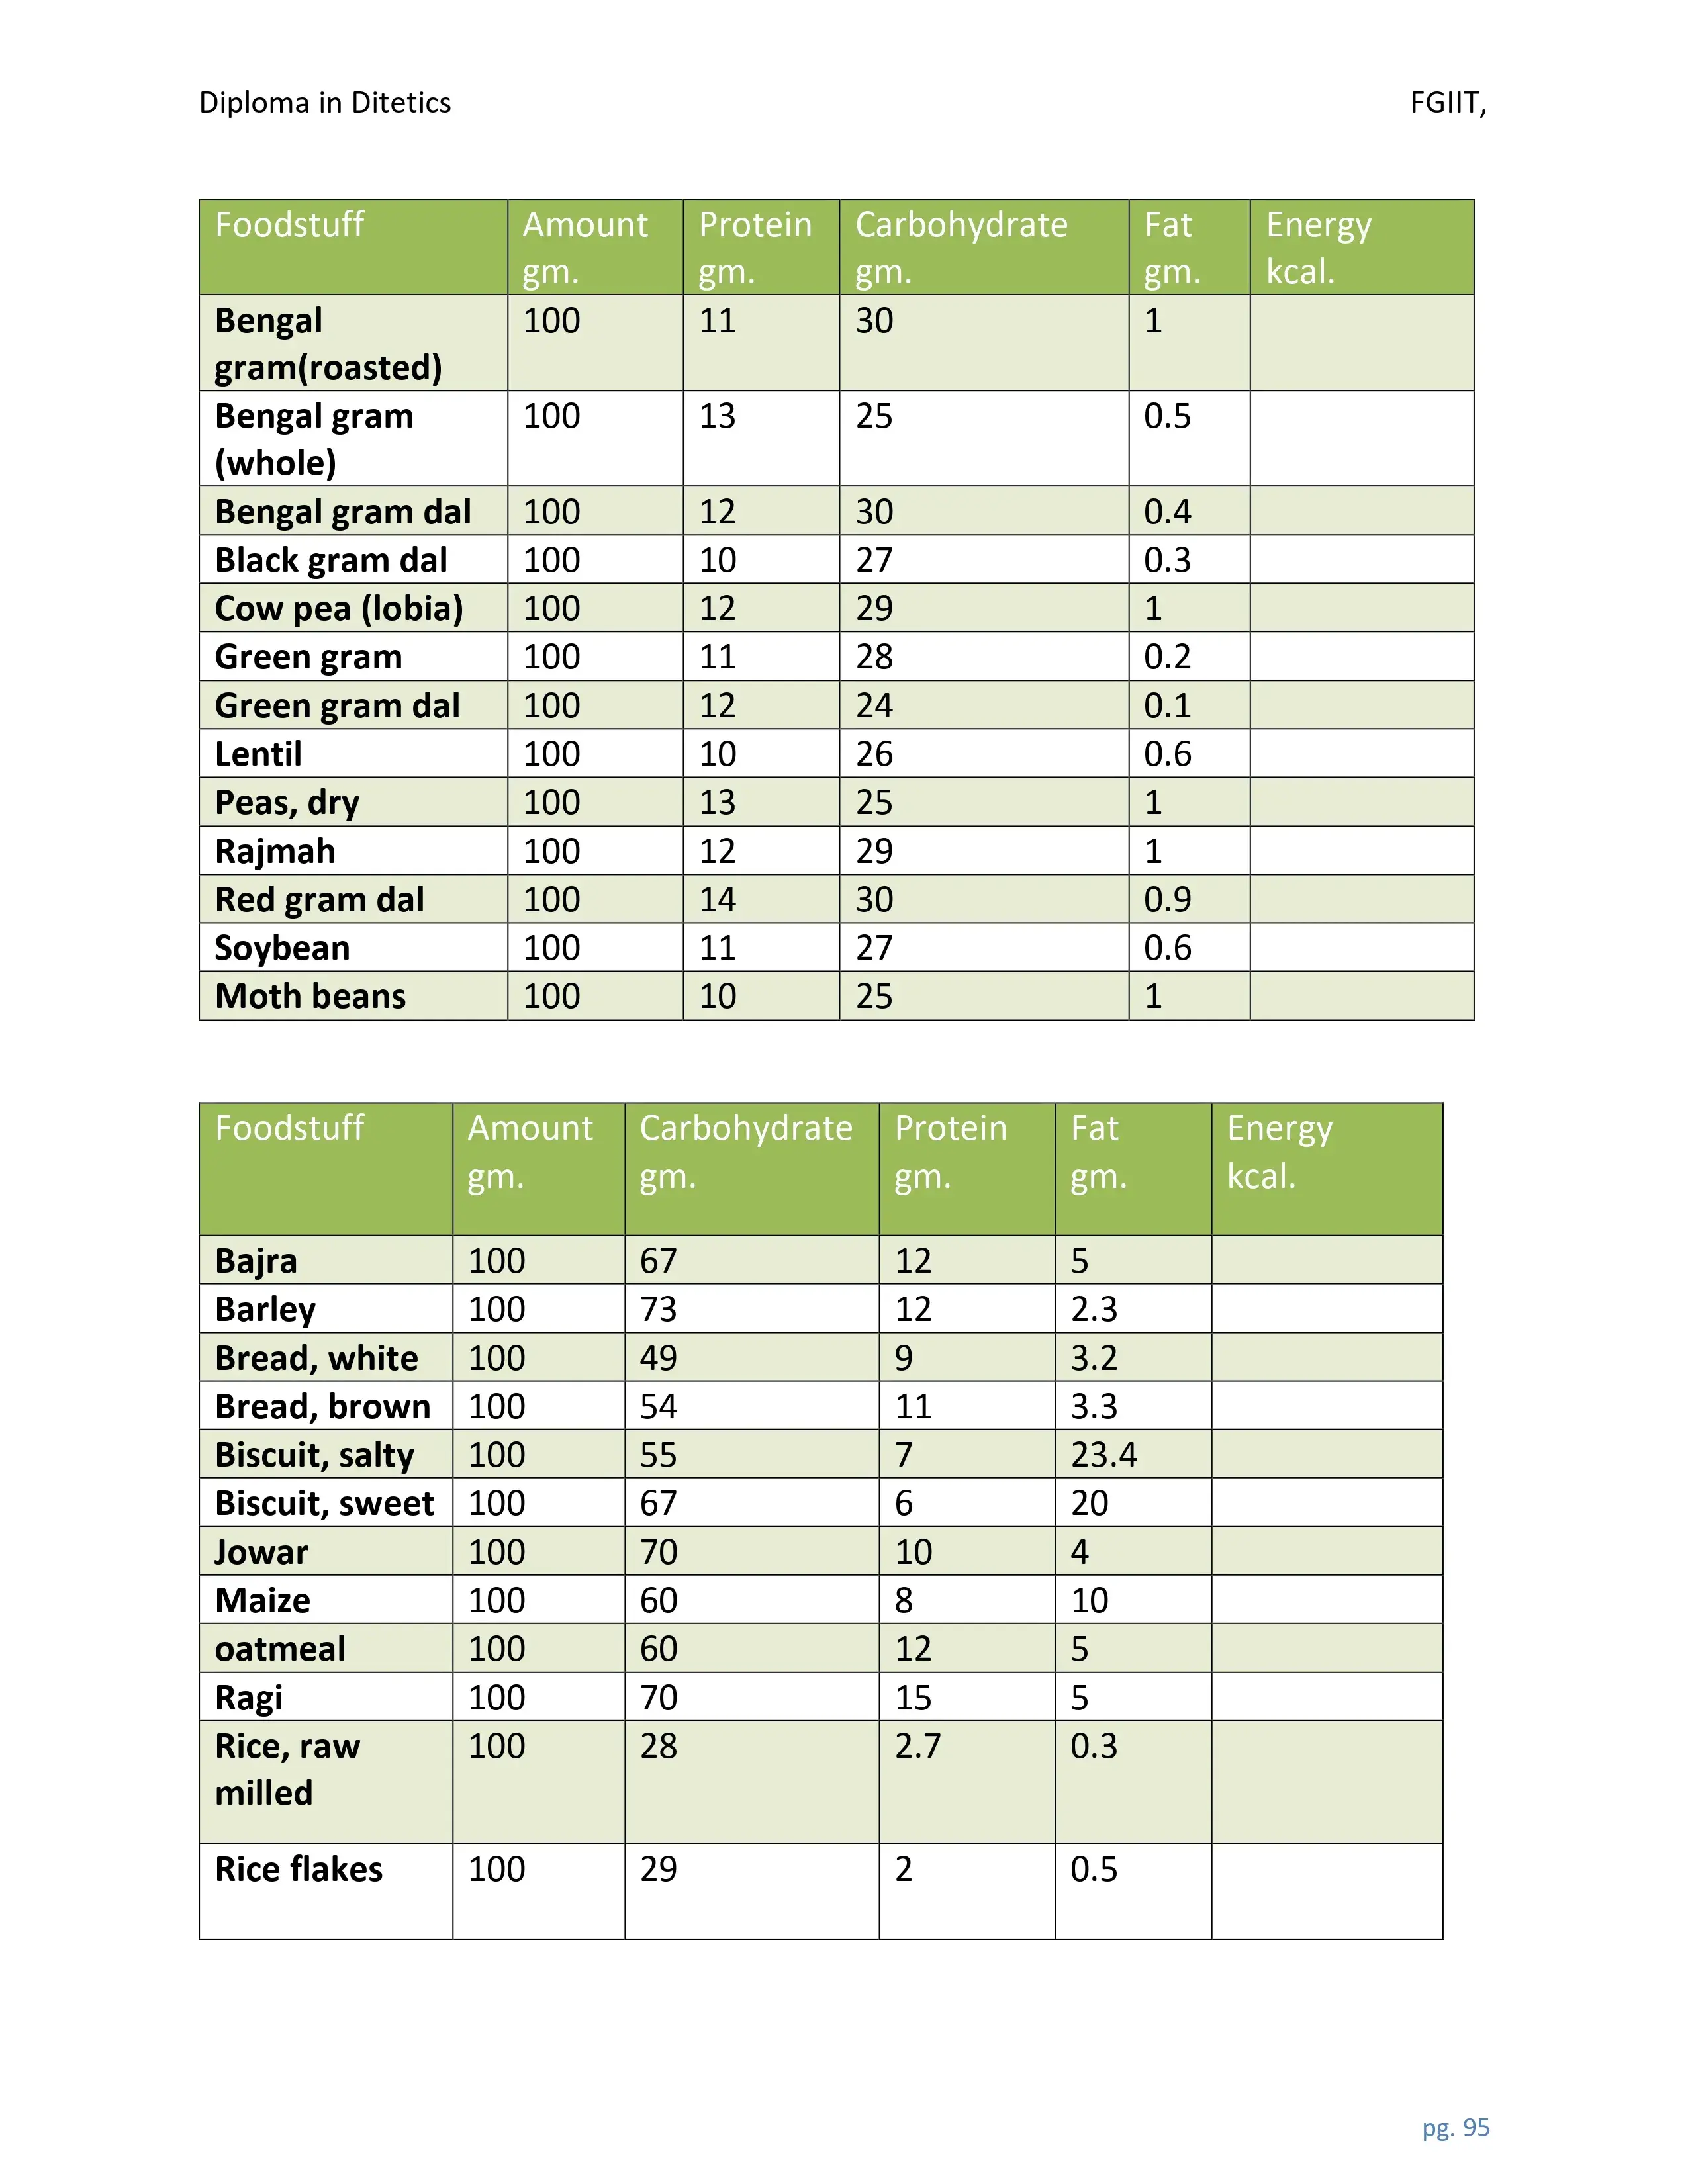 Diploma in Ditetics FGIIT,
Foodstuff Amount gm. Protein gm. Carbohydrate gm. Fat gm. Energy kcal.
Bengal gram(roasted) 100 11 30 1
Bengal gram (whole) 100 13 25 0.5
Bengal gram dal 100 12 30 0.4
Black gram dal 100 10 27 0.3
Cow pea (lobia) 100 12 29 1
Green gram 100 11 28 0.2
Green gram dal 100 12 24 0.1
Lentil 100 10 26 0.6
Peas, dry 100 13 25 1
Rajmah 100 12 29 1
Red gram dal 100 14 30 0.9
Soybean 100 11 27 0.6
Moth beans 100 10 25 1
Foodstuff Amount gm. Carbohydrate gm. Protein gm. Fat gm. Energy kcal.
Bajra 100 67 12 5
Barley 100 73 12 2.3
Bread, white 100 49 9 3.2
Bread, brown 100 54 11 3.3
Biscuit, salty 100 55 7 23.4
Biscuit, sweet 100 67 6 20
Jowar 100 70 10 4
Maize 100 60 8 10
oatmeal 100 60 12 5
Ragi 100 70 15 5
Rice, raw milled 100 28 2.7 0.3
Rice flakes 100 29 2 0.5
pg. 95